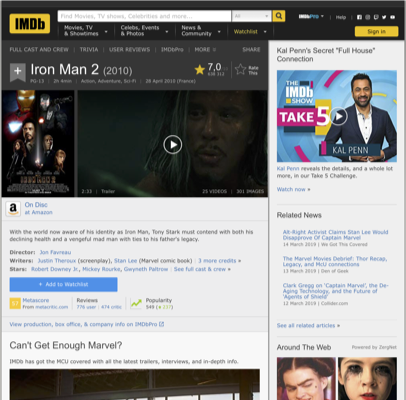 IMDb
Find Movies, TV shows, Celebrities and more...
All
Movies, TV
& Showtimes
Celebs, Events
& Photos
News &
Community
Watchlist
IMDbPro
Help
Sign in
FULL CAST AND CREW | TRIVIA | USER REVIEWS | IMDbPro | MORE
SHARE
Iron Man 2 (2010)
PG-13 | 2h 4min | Action, Adventure, Sci-Fi | 28 April 2010 (France)
7,0
Rate
This
2:33 | Trailer
25 VIDEOS | 301 IMAGES
On Disc
at Amazon
With the world now aware of his identity as Iron Man, Tony Stark must contend with both his
declining health and a vengeful mad man with ties to his father's legacy.
Director: Jon Favreau
Writers: Justin Theroux (screenplay), Stan Lee (Marvel comic book) | 3 more credits »
Stars: Robert Downey Jr., Mickey Rourke, Gwyneth Paltrow | See full cast & crew »
+ Add to Watchlist
Metascore
From metacritic.com
Reviews
776 user | 474 critic
Popularity
View production, box office, & company info on IMDbPro
Can't Get Enough Marvel?
IMDb has got the MCU covered with all the latest trailers, interviews, and in-depth info.
Kal Penn's Secret "Full House"
Connection
THE
IMDb
SHOW
TAKE 5
KAL PENN
Kal Penn reveals the details, and a whole lot
more, in our Take 5 Challenge.
Watch now »
Related News
Alt-Right Activist Claims Stan Lee Would
Disapprove Of Captain Marvel
14 March 2019 | We Got This Covered
The Marvel Movies Debrief: Thor Recap,
Legacy, and MCU connections
13 March 2019 | Den of Geek
Clark Gregg on 'Captain Marvel', the De-
Aging Technology, and the Future of
'Agents of Shield'
12 March 2019 | Collider.com
See all related articles »
Around The Web
Powered by ZergNet